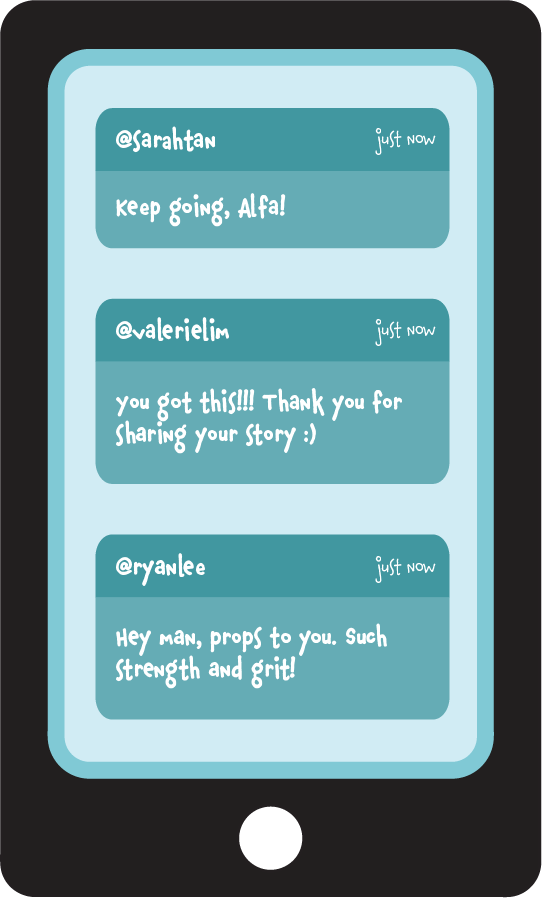 @sarahtan just now
Keep going, Alfa!
@valerielim just now
you got this!!! Thank you for
sharing your story :)
@ryanlee just now
Hey man, props to you. Such
strength and grit!